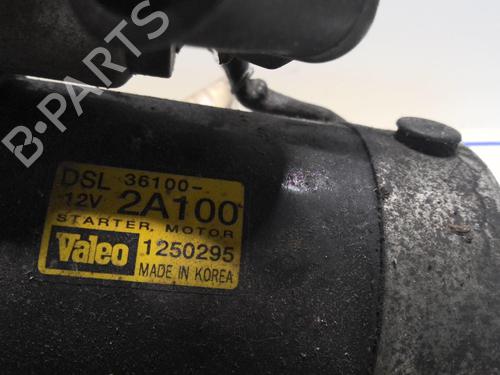 B-PARTS
DSL 36100-
12V 2A100
STARTER, MOTOR
Valeo 1250295
MADE IN KOREA